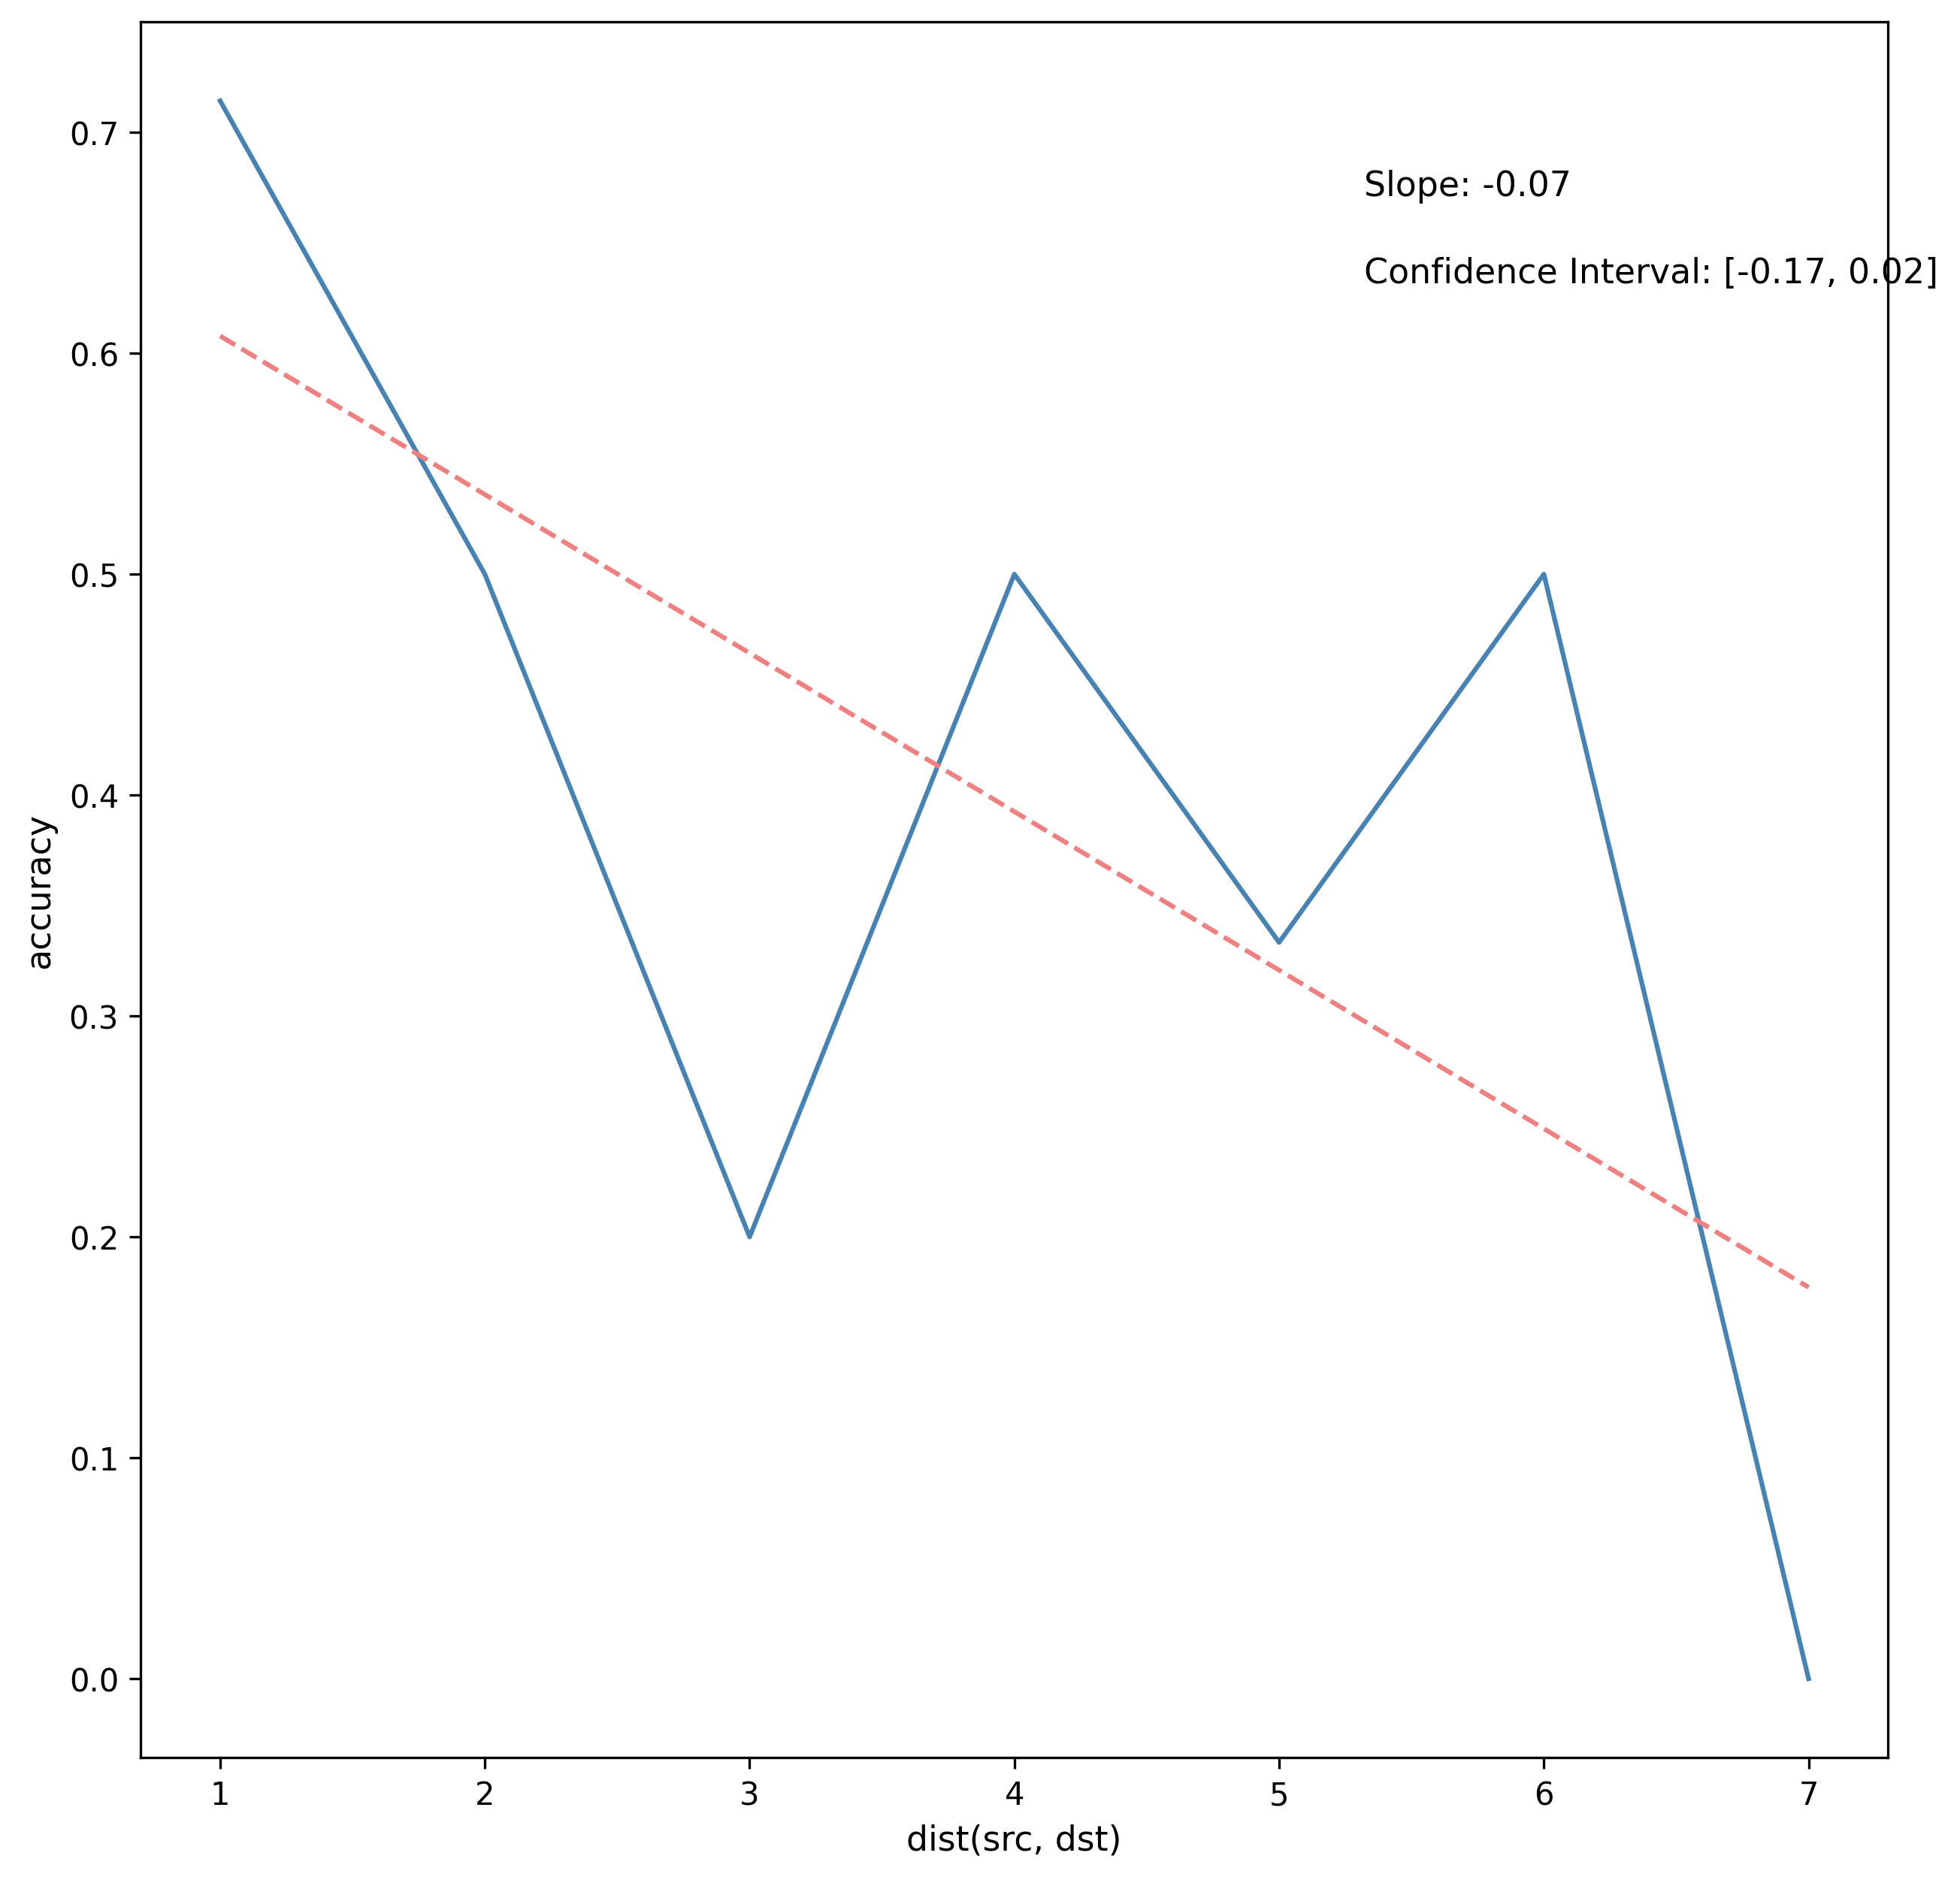 0.7
Slope: -0.07
Confidence Interval: [-0.17, 0.02]
0.6
0.5
0.4
accuracy
0.3
0.2
0.1
0.0
1 2 3 4 5 6 7
dist(src, dst)